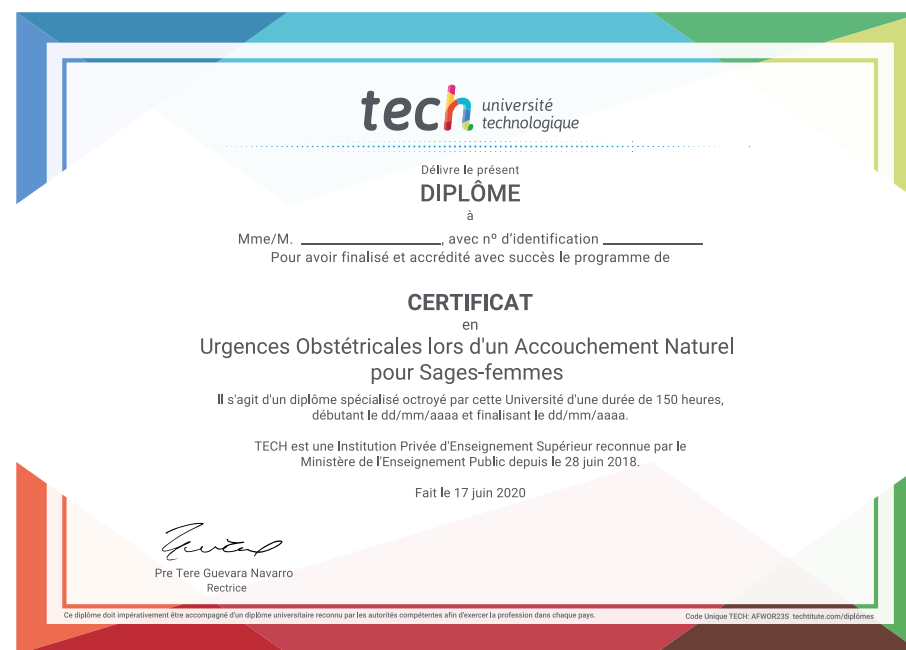 tech université
technologique
Délivre le présent
DIPLÔME
à
Mme/M. ____________________, avec nº d'identification ______________
Pour avoir finalisé et accrédité avec succès le programme de
CERTIFICAT
en
Urgences Obstétricales lors d'un Accouchement Naturel
pour Sages-femmes
Il s'agit d'un diplôme spécialisé octroyé par cette Université d'une durée de 150 heures,
débutant le dd/mm/aaaa et finalisant le dd/mm/aaaa.
TECH est une Institution Privée d'Enseignement Supérieur reconnue par le
Ministère de l'Enseignement Public depuis le 28 juin 2018.
Fait le 17 juin 2020
Pre Tere Guevara Navarro
Rectrice
Ce diplôme doit impérativement être accompagné d'un diplôme universitaire reconnu par les autorités compétentes afin d'exercer la profession dans chaque pays.
Code Unique TECH: AFWOR23S techtitute.com/diplômes